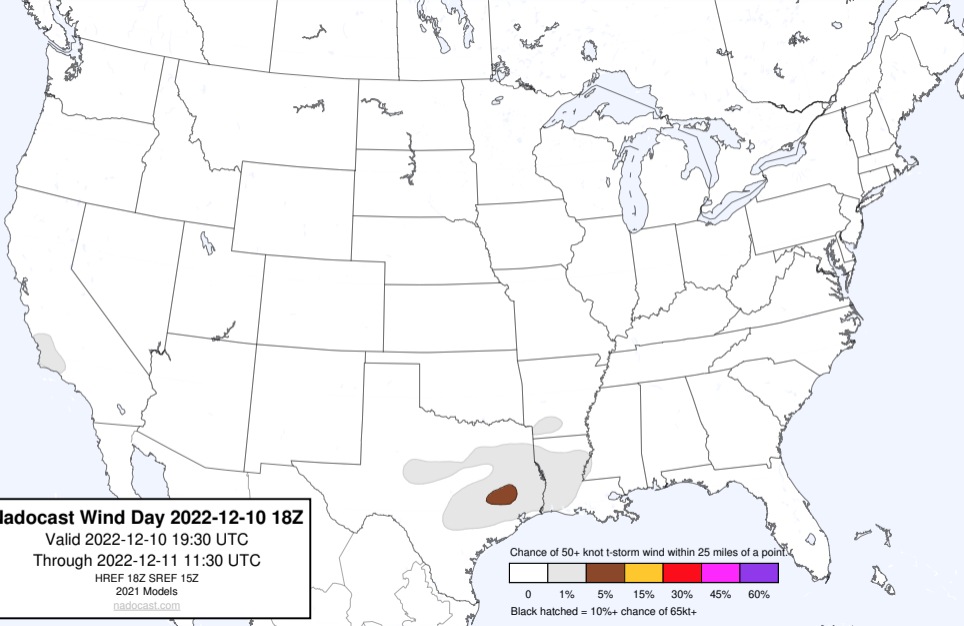 Nadocast Wind Day 2022-12-10 18Z
Valid 2022-12-10 19:30 UTC
Through 2022-12-11 11:30 UTC
HREF 18Z SREF 15Z
2021 Models
nadocast.com
Chance of 50+ knot t-storm wind within 25 miles of a point.
0 1% 5% 15% 30% 45% 60%
Black hatched = 10%+ chance of 65kt+